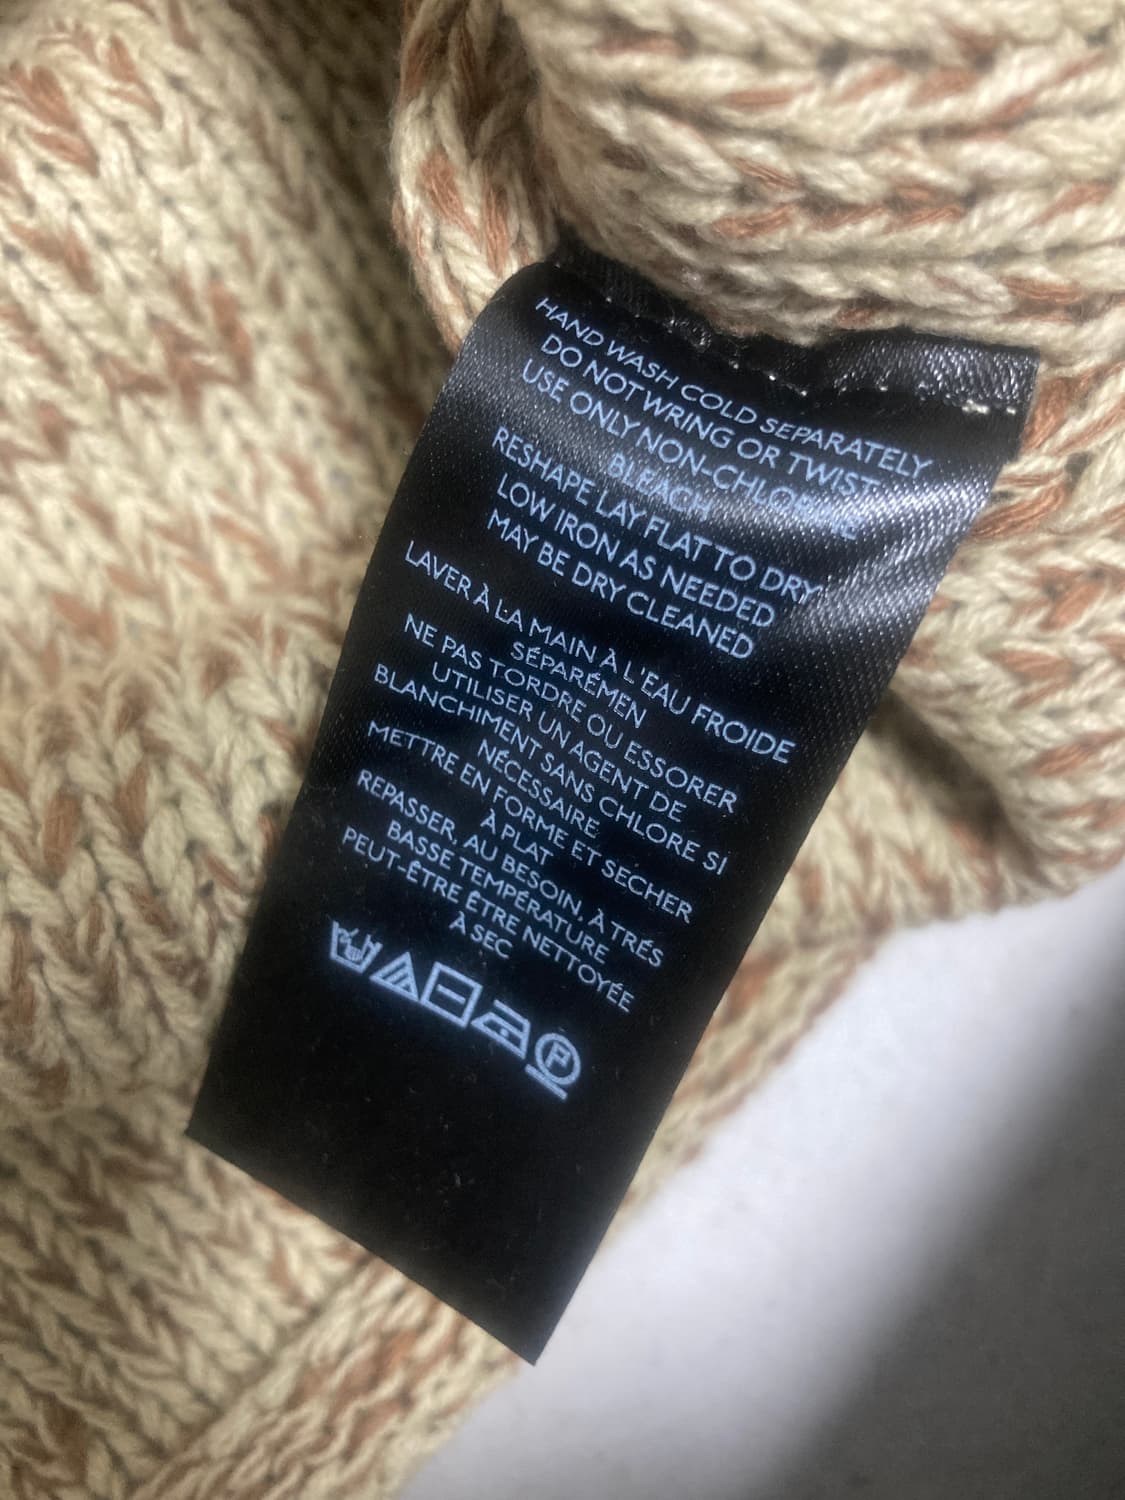 HAND WASH COLD SEPARATELY
DO NOT WRING OR TWIST
USE ONLY NON-CHLORINE
BLEACH
RESHAPE LAY FLAT TO DRY
LOW IRON AS NEEDED
MAY BE DRY CLEANED
LAVER À LA MAIN À L'EAU FROIDE
SÉPARÉMEN
NE PAS TORDRE OU ESSORER
UTILISER UN AGENT DE
BLANCHIMENT SANS CHLORE SI
NÉCESSAIRE
METTRE EN FORME ET SECHER
À PLAT
REPASSER, AU BESOIN, À TRÉS
BASSE TEMPÉRATURE
PEUT-ÊTRE ÊTRE NETTOYÉE
À SEC
P